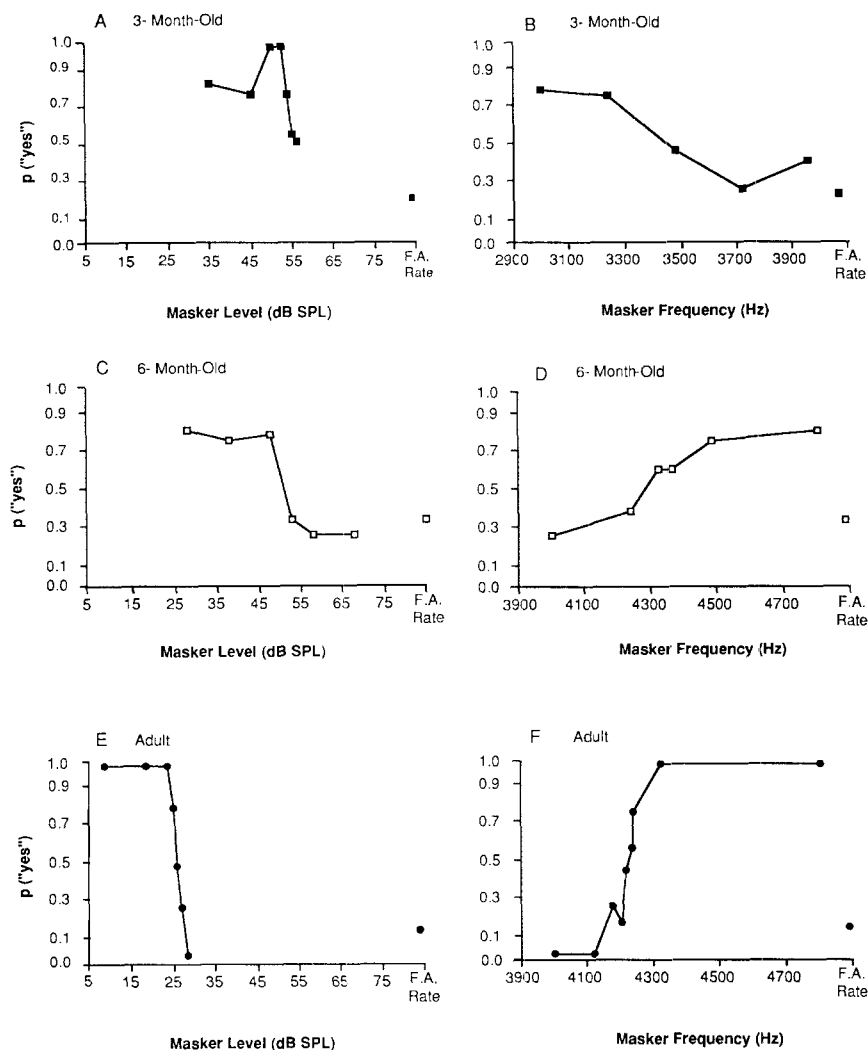 A 3- Month-Old
1.0
0.9
0.7
0.5
0.3
0.1
0.0
p ("yes")
5 15 25 35 45 55 65 75 F.A. Rate
Masker Level (dB SPL)
B 3- Month-Old
1.0
0.9
0.7
0.5
0.3
0.1
0.0
2900 3100 3300 3500 3700 3900 F.A. Rate
Masker Frequency (Hz)
C 6- Month-Old
1.0
0.9
0.7
0.5
0.3
0.0
p ("yes")
5 15 25 35 45 55 65 75 F.A. Rate
Masker Level (dB SPL)
D 6- Month-Old
1.0
0.9
0.7
0.5
0.3
0.0
3900 4100 4300 4500 4700 F.A. Rate
Masker Frequency (Hz)
E Adult
1.0
0.9
0.7
0.5
0.3
0.1
0.0
p ("yes")
5 15 25 35 45 55 65 75 F.A. Rate
Masker Level (dB SPL)
F Adult
1.0
0.9
0.7
0.5
0.3
0.1
0.0
3900 4100 4300 4500 4700 F.A. Rate
Masker Frequency (Hz)